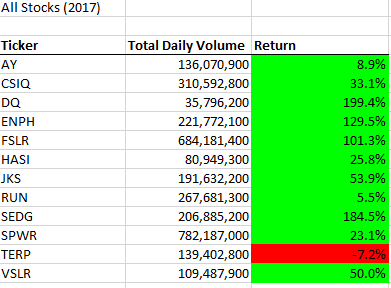 All Stocks (2017)
Ticker Total Daily Volume Return
AY 136,070,900 8.9%
CSIQ 310,592,800 33.1%
DQ 35,796,200 199.4%
ENPH 221,772,100 129.5%
FSLR 684,181,400 101.3%
HASI 80,949,300 25.8%
JKS 191,632,200 53.9%
RUN 267,681,300 5.5%
SEDG 206,885,200 184.5%
SPWR 782,187,000 23.1%
TERP 139,402,800 -7.2%
VSLR 109,487,900 50.0%